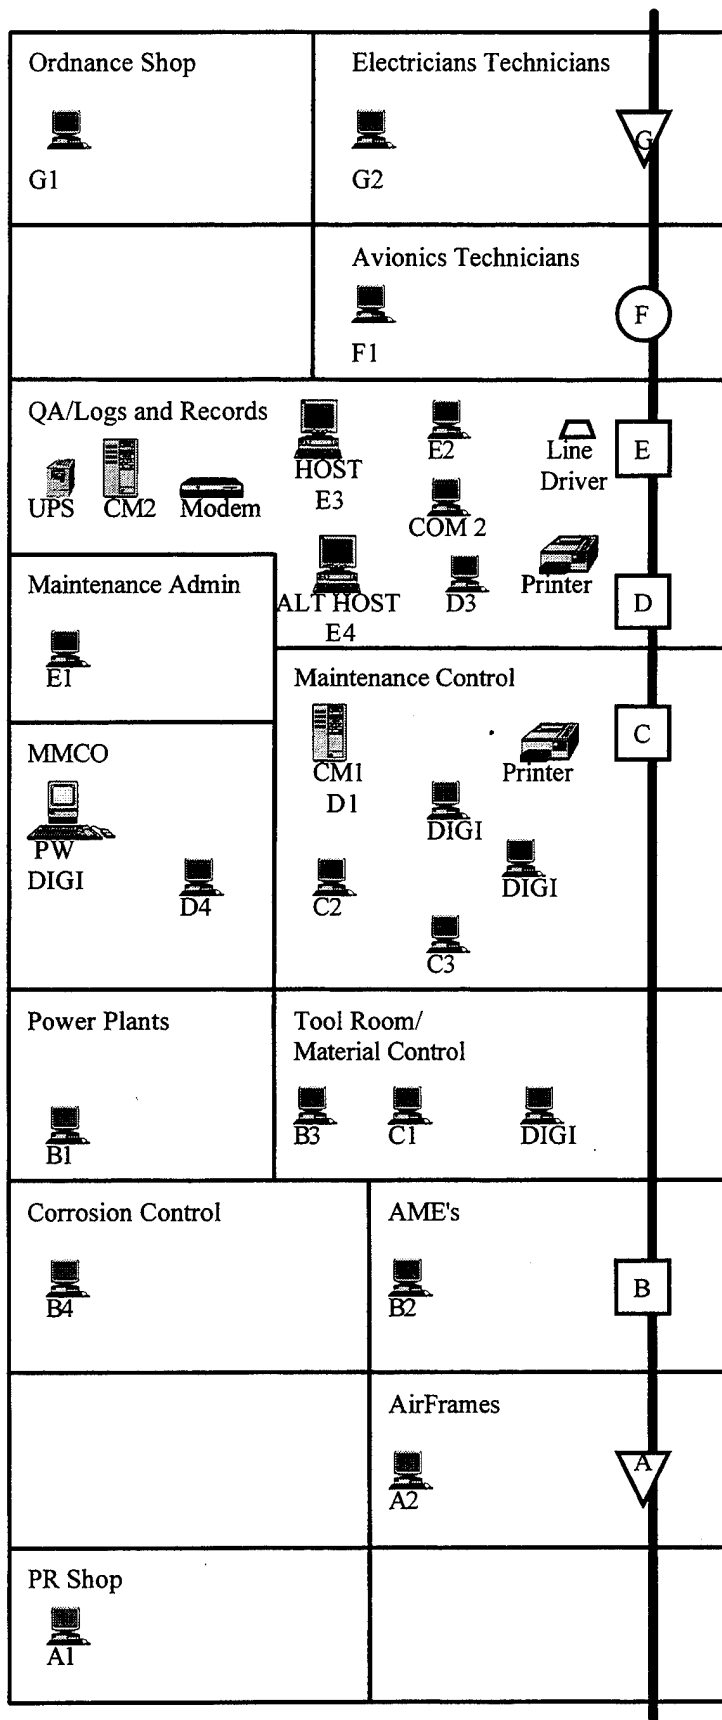 Ordnance Shop
G1
Electricians Technicians
G2
G
Avionics Technicians
F1
F
QA/Logs and Records
UPS
CM2
Modem
HOST
E3
E2
COM 2
Line
Driver
E
ALT HOST
E4
D3
Printer
D
Maintenance Admin
E1
Maintenance Control
CM1
D1
Printer
C
DIGI
DIGI
C2
C3
MMCO
PW
DIGI
D4
Power Plants
B1
Tool Room/
Material Control
B3
C1
DIGI
Corrosion Control
B4
AME's
B2
B
AirFrames
A2
A
PR Shop
A1